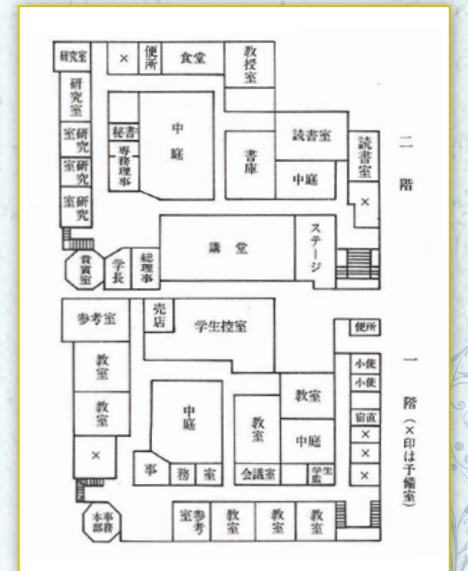 二階
研究室
×
便所
食堂
教授室
研究室
中庭
秘書
専務理事
読書室
書庫
読書室
中庭
室研究
室研究
室研究
×
講堂
ステージ
貴賓室
学長
総理事
一階（×印は予備室）
参考室
売店
学生控室
便所
教室
小使
小使
教室
中庭
教室
教室
宿直
×
中庭
×
×
×
事務室
会議室
学生監
本部事務
室参考
教室
教室
教室